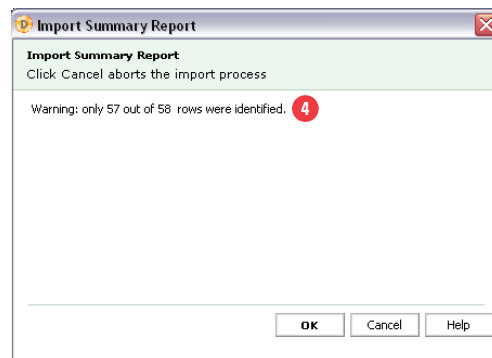 Import Summary Report
Import Summary Report
Click Cancel aborts the import process
Warning: only 57 out of 58 rows were identified. 4
OK Cancel Help